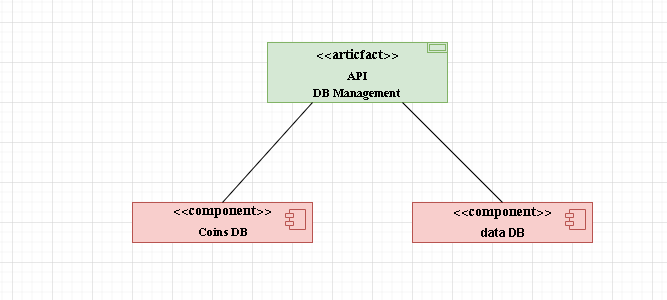 <<articfact>>
API
DB Management
<<component>>
Coins DB
<<component>>
data DB